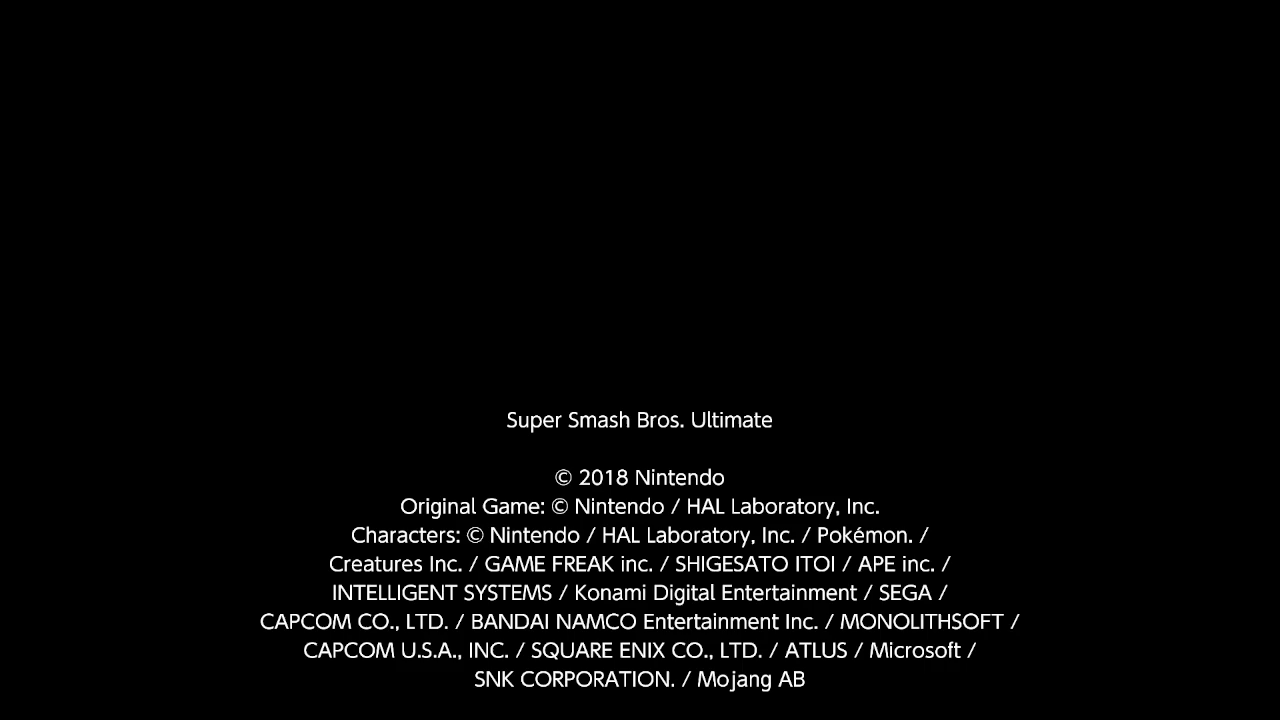 Super Smash Bros. Ultimate
© 2018 Nintendo
Original Game: © Nintendo / HAL Laboratory, Inc.
Characters: © Nintendo / HAL Laboratory, Inc. / Pokémon. /
Creatures Inc. / GAME FREAK inc. / SHIGESATO ITOI / APE inc. /
INTELLIGENT SYSTEMS / Konami Digital Entertainment / SEGA /
CAPCOM CO., LTD. / BANDAI NAMCO Entertainment Inc. / MONOLITHSOFT /
CAPCOM U.S.A., INC. / SQUARE ENIX CO., LTD. / ATLUS / Microsoft /
SNK CORPORATION. / Mojang AB